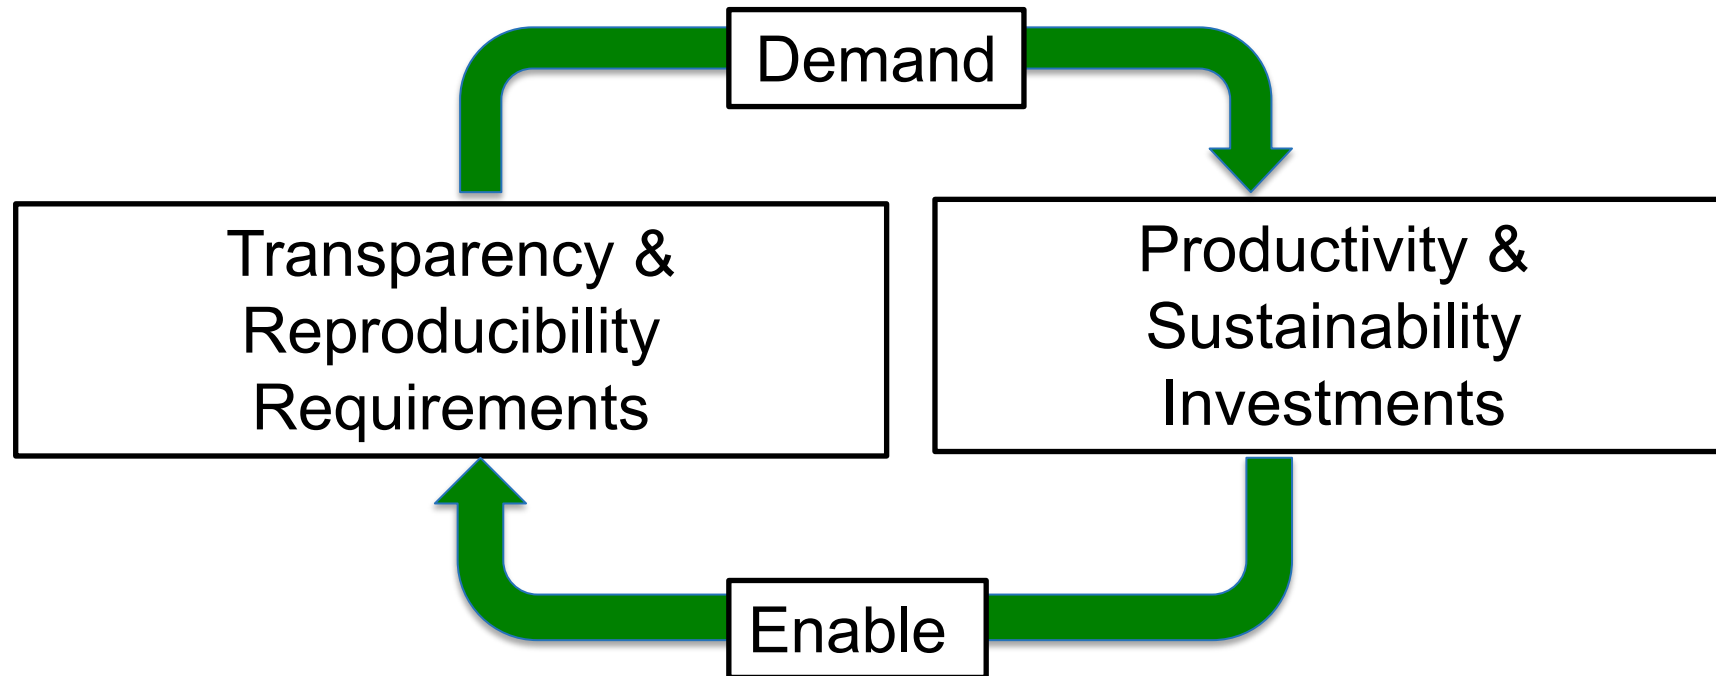 Demand
Transparency &
Reproducibility
Requirements
Productivity &
Sustainability
Investments
Enable